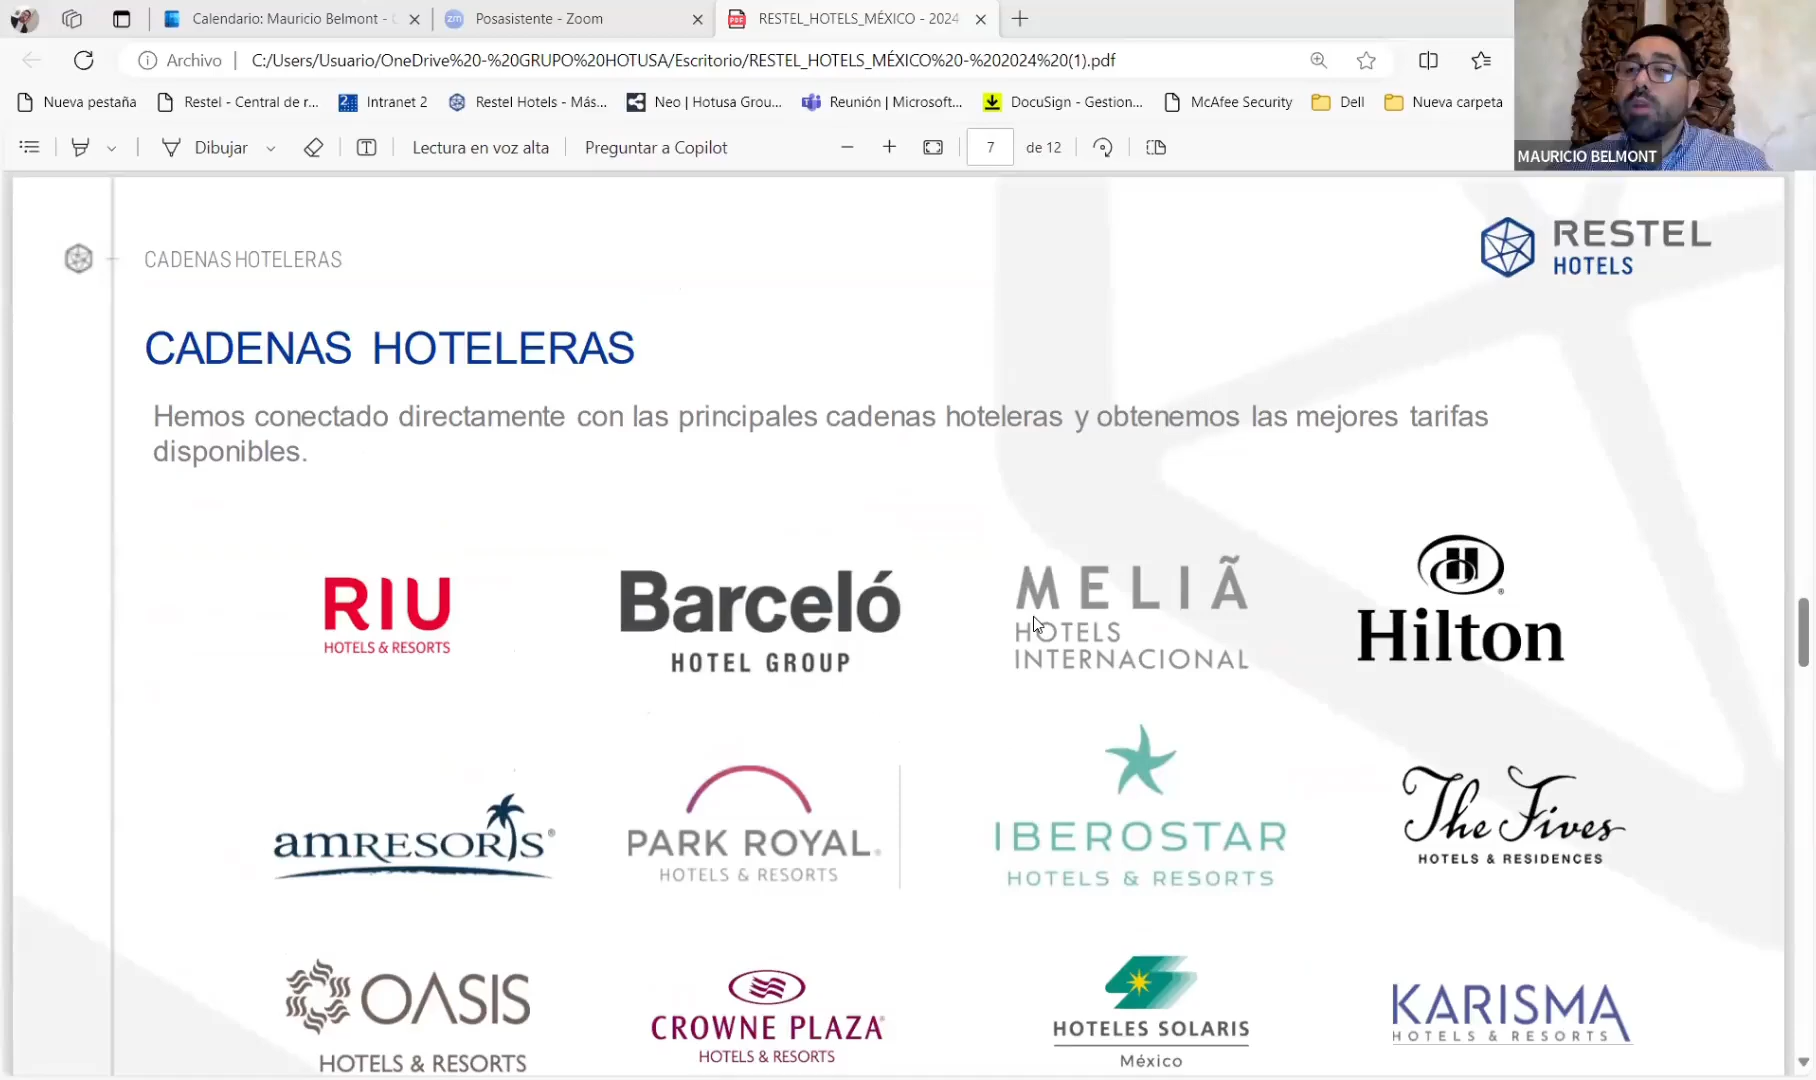 Calendario: Mauricio Belmont -
Posasistente - Zoom
RESTEL_HOTELS_MÉXICO - 2024
Archivo
C:/Users/Usuario/OneDrive%20-%20GRUPO%20HOTUSA/Escritorio/RESTEL_HOTELS_MÉXICO%20-%202024%20(1).pdf
Nueva pestaña
Restel - Central de r...
Intranet 2
Restel Hotels - Más...
Neo | Hotusa Grou...
Reunión | Microsoft...
DocuSign - Gestion...
McAfee Security
Dell
Nueva carpeta
Dibujar
Lectura en voz alta
Preguntar a Copilot
7
de 12
MAURICIO BELMONT
CADENAS HOTELERAS
RESTEL
HOTELS
CADENAS HOTELERAS
Hemos conectado directamente con las principales cadenas hoteleras y obtenemos las mejores tarifas
disponibles.
RIU
HOTELS & RESORTS
Barceló
HOTEL GROUP
MELIÃ
HOTELS
INTERNACIONAL
H
Hilton
amRESORTS
PARK ROYAL
HOTELS & RESORTS
IBEROSTAR
HOTELS & RESORTS
The Fives
HOTELS & RESIDENCES
OASIS
HOTELS & RESORTS
CROWNE PLAZA
HOTELS & RESORTS
HOTELES SOLARIS
México
KARISMA
HOTELS & RESORTS